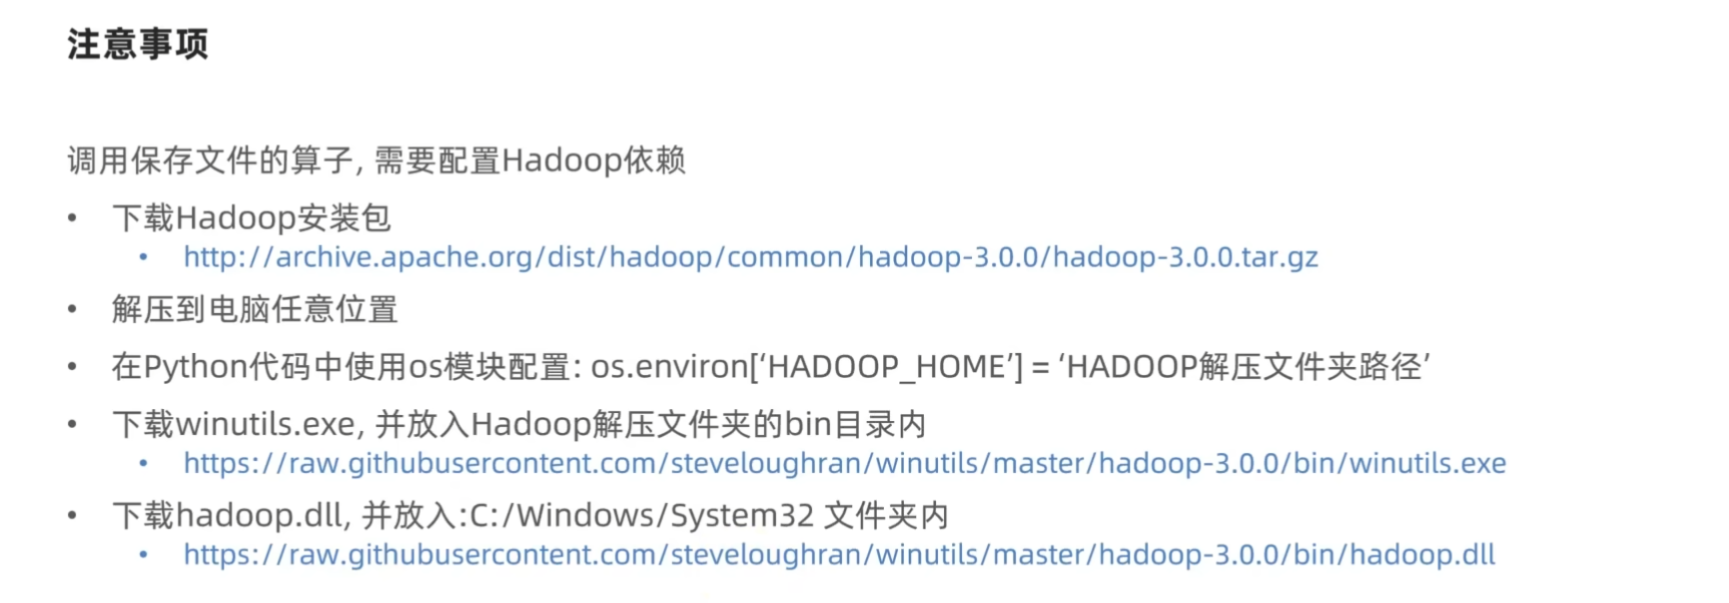 注意事项
调用保存文件的算子, 需要配置Hadoop依赖
• 下载Hadoop安装包
• http://archive.apache.org/dist/hadoop/common/hadoop-3.0.0/hadoop-3.0.0.tar.gz
• 解压到电脑任意位置
• 在Python代码中使用os模块配置: os.environ[‘HADOOP_HOME’] = ‘HADOOP解压文件夹路径’
• 下载winutils.exe, 并放入Hadoop解压文件夹的bin目录内
• https://raw.githubusercontent.com/steveloughran/winutils/master/hadoop-3.0.0/bin/winutils.exe
• 下载hadoop.dll, 并放入:C:/Windows/System32 文件夹内
• https://raw.githubusercontent.com/steveloughran/winutils/master/hadoop-3.0.0/bin/hadoop.dll